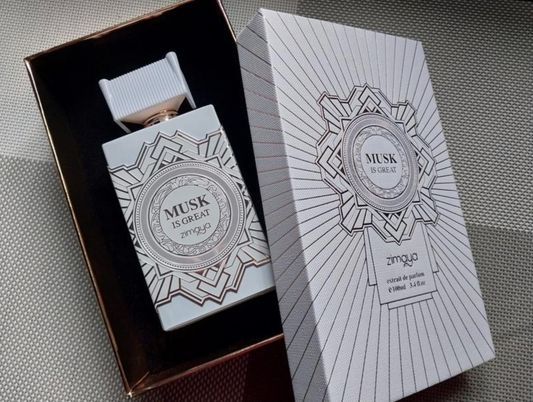 MUSK
IS GREAT
zimaya
MUSK
IS GREAT
zimaya
extrait de parfum
℮ 100ml 3.4 fl.oz